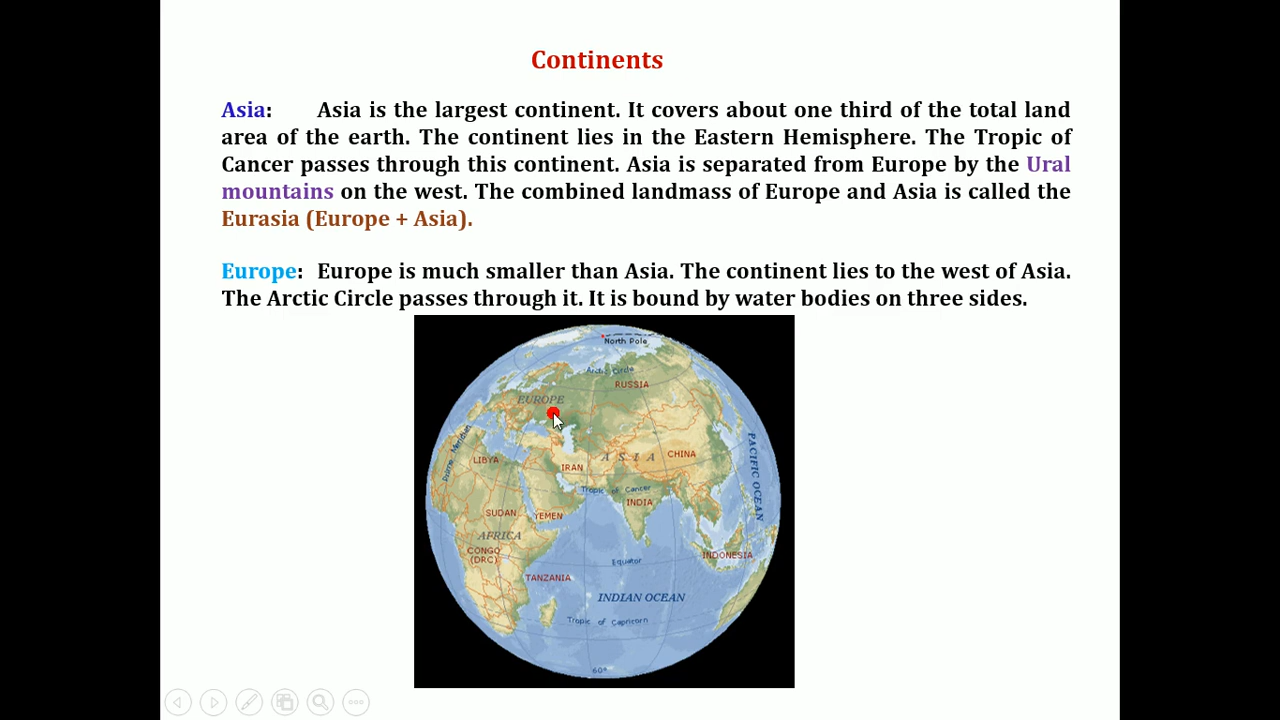 Continents
Asia: Asia is the largest continent. It covers about one third of the total land
area of the earth. The continent lies in the Eastern Hemisphere. The Tropic of
Cancer passes through this continent. Asia is separated from Europe by the Ural
mountains on the west. The combined landmass of Europe and Asia is called the
Eurasia (Europe + Asia).
Europe: Europe is much smaller than Asia. The continent lies to the west of Asia.
The Arctic Circle passes through it. It is bound by water bodies on three sides.
North Pole
Arctic Circle
RUSSIA
EUROPE
Prime Meridian
PACIFIC OCEAN
LIBYA
IRAN
ASIA
CHINA
Tropic of Cancer
INDIA
SUDAN
YEMEN
AFRICA
CONGO
(DRC)
INDONESIA
Equator
TANZANIA
INDIAN OCEAN
Tropic of Capricorn
60°